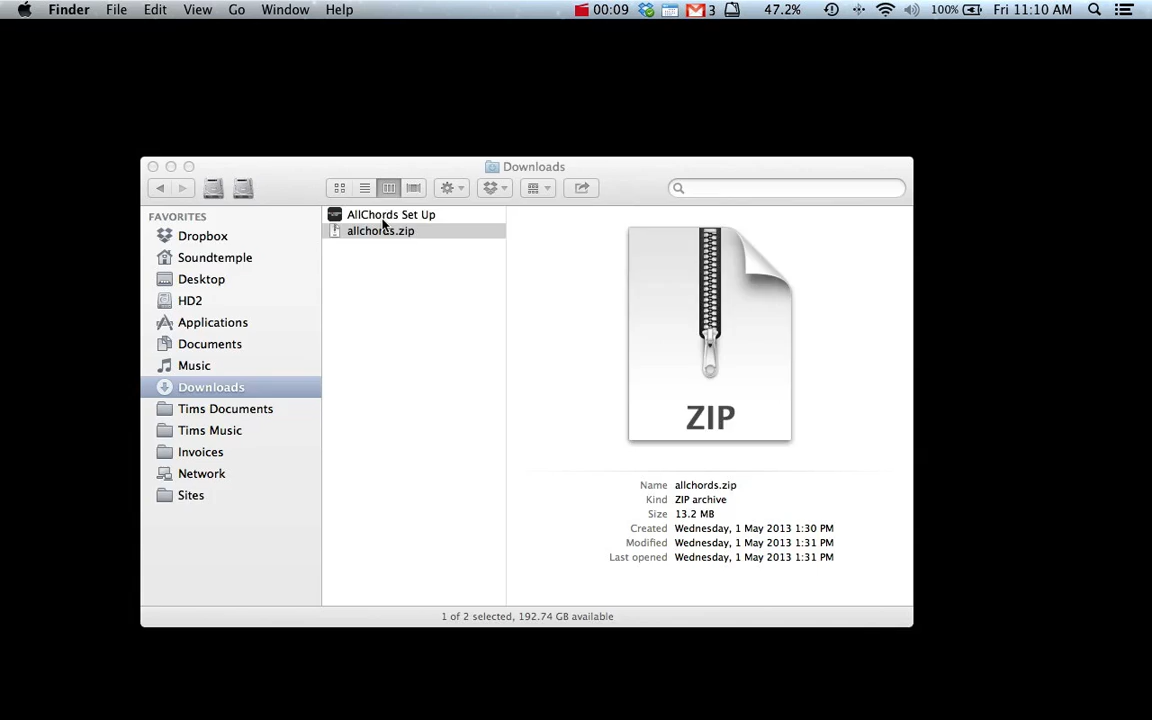 Finder File Edit View Go Window Help 00:09 3 47.2% 100% Fri 11:10 AM
Downloads
FAVORITES
Dropbox
Soundtemple
Desktop
HD2
Applications
Documents
Music
Downloads
Tims Documents
Tims Music
Invoices
Network
Sites
AllChords Set Up
allchords.zip
ZIP
Name allchords.zip
Kind ZIP archive
Size 13.2 MB
Created Wednesday, 1 May 2013 1:30 PM
Modified Wednesday, 1 May 2013 1:31 PM
Last opened Wednesday, 1 May 2013 1:31 PM
1 of 2 selected, 192.74 GB available